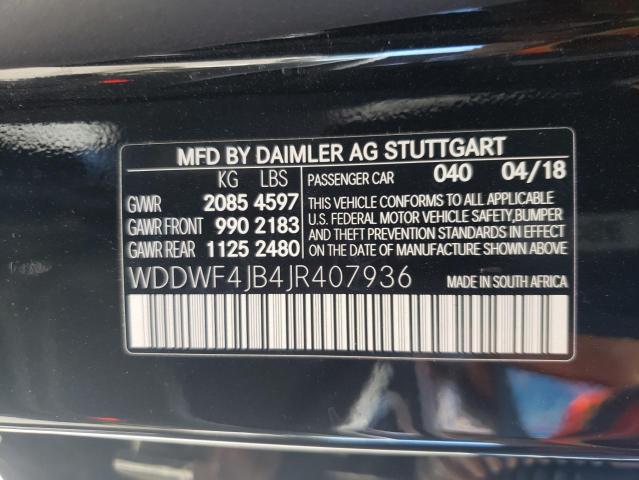 MFD BY DAIMLER AG STUTTGART
KG LBS
GVWR 2085 4597
GAWR FRONT 990 2183
GAWR REAR 1125 2480
PASSENGER CAR 040 04/18
THIS VEHICLE CONFORMS TO ALL APPLICABLE
U.S. FEDERAL MOTOR VEHICLE SAFETY,BUMPER
AND THEFT PREVENTION STANDARDS IN EFFECT
ON THE DATE OF MANUFACTURE SHOWN ABOVE.
WDDWF4JB4JR407936 MADE IN SOUTH AFRICA